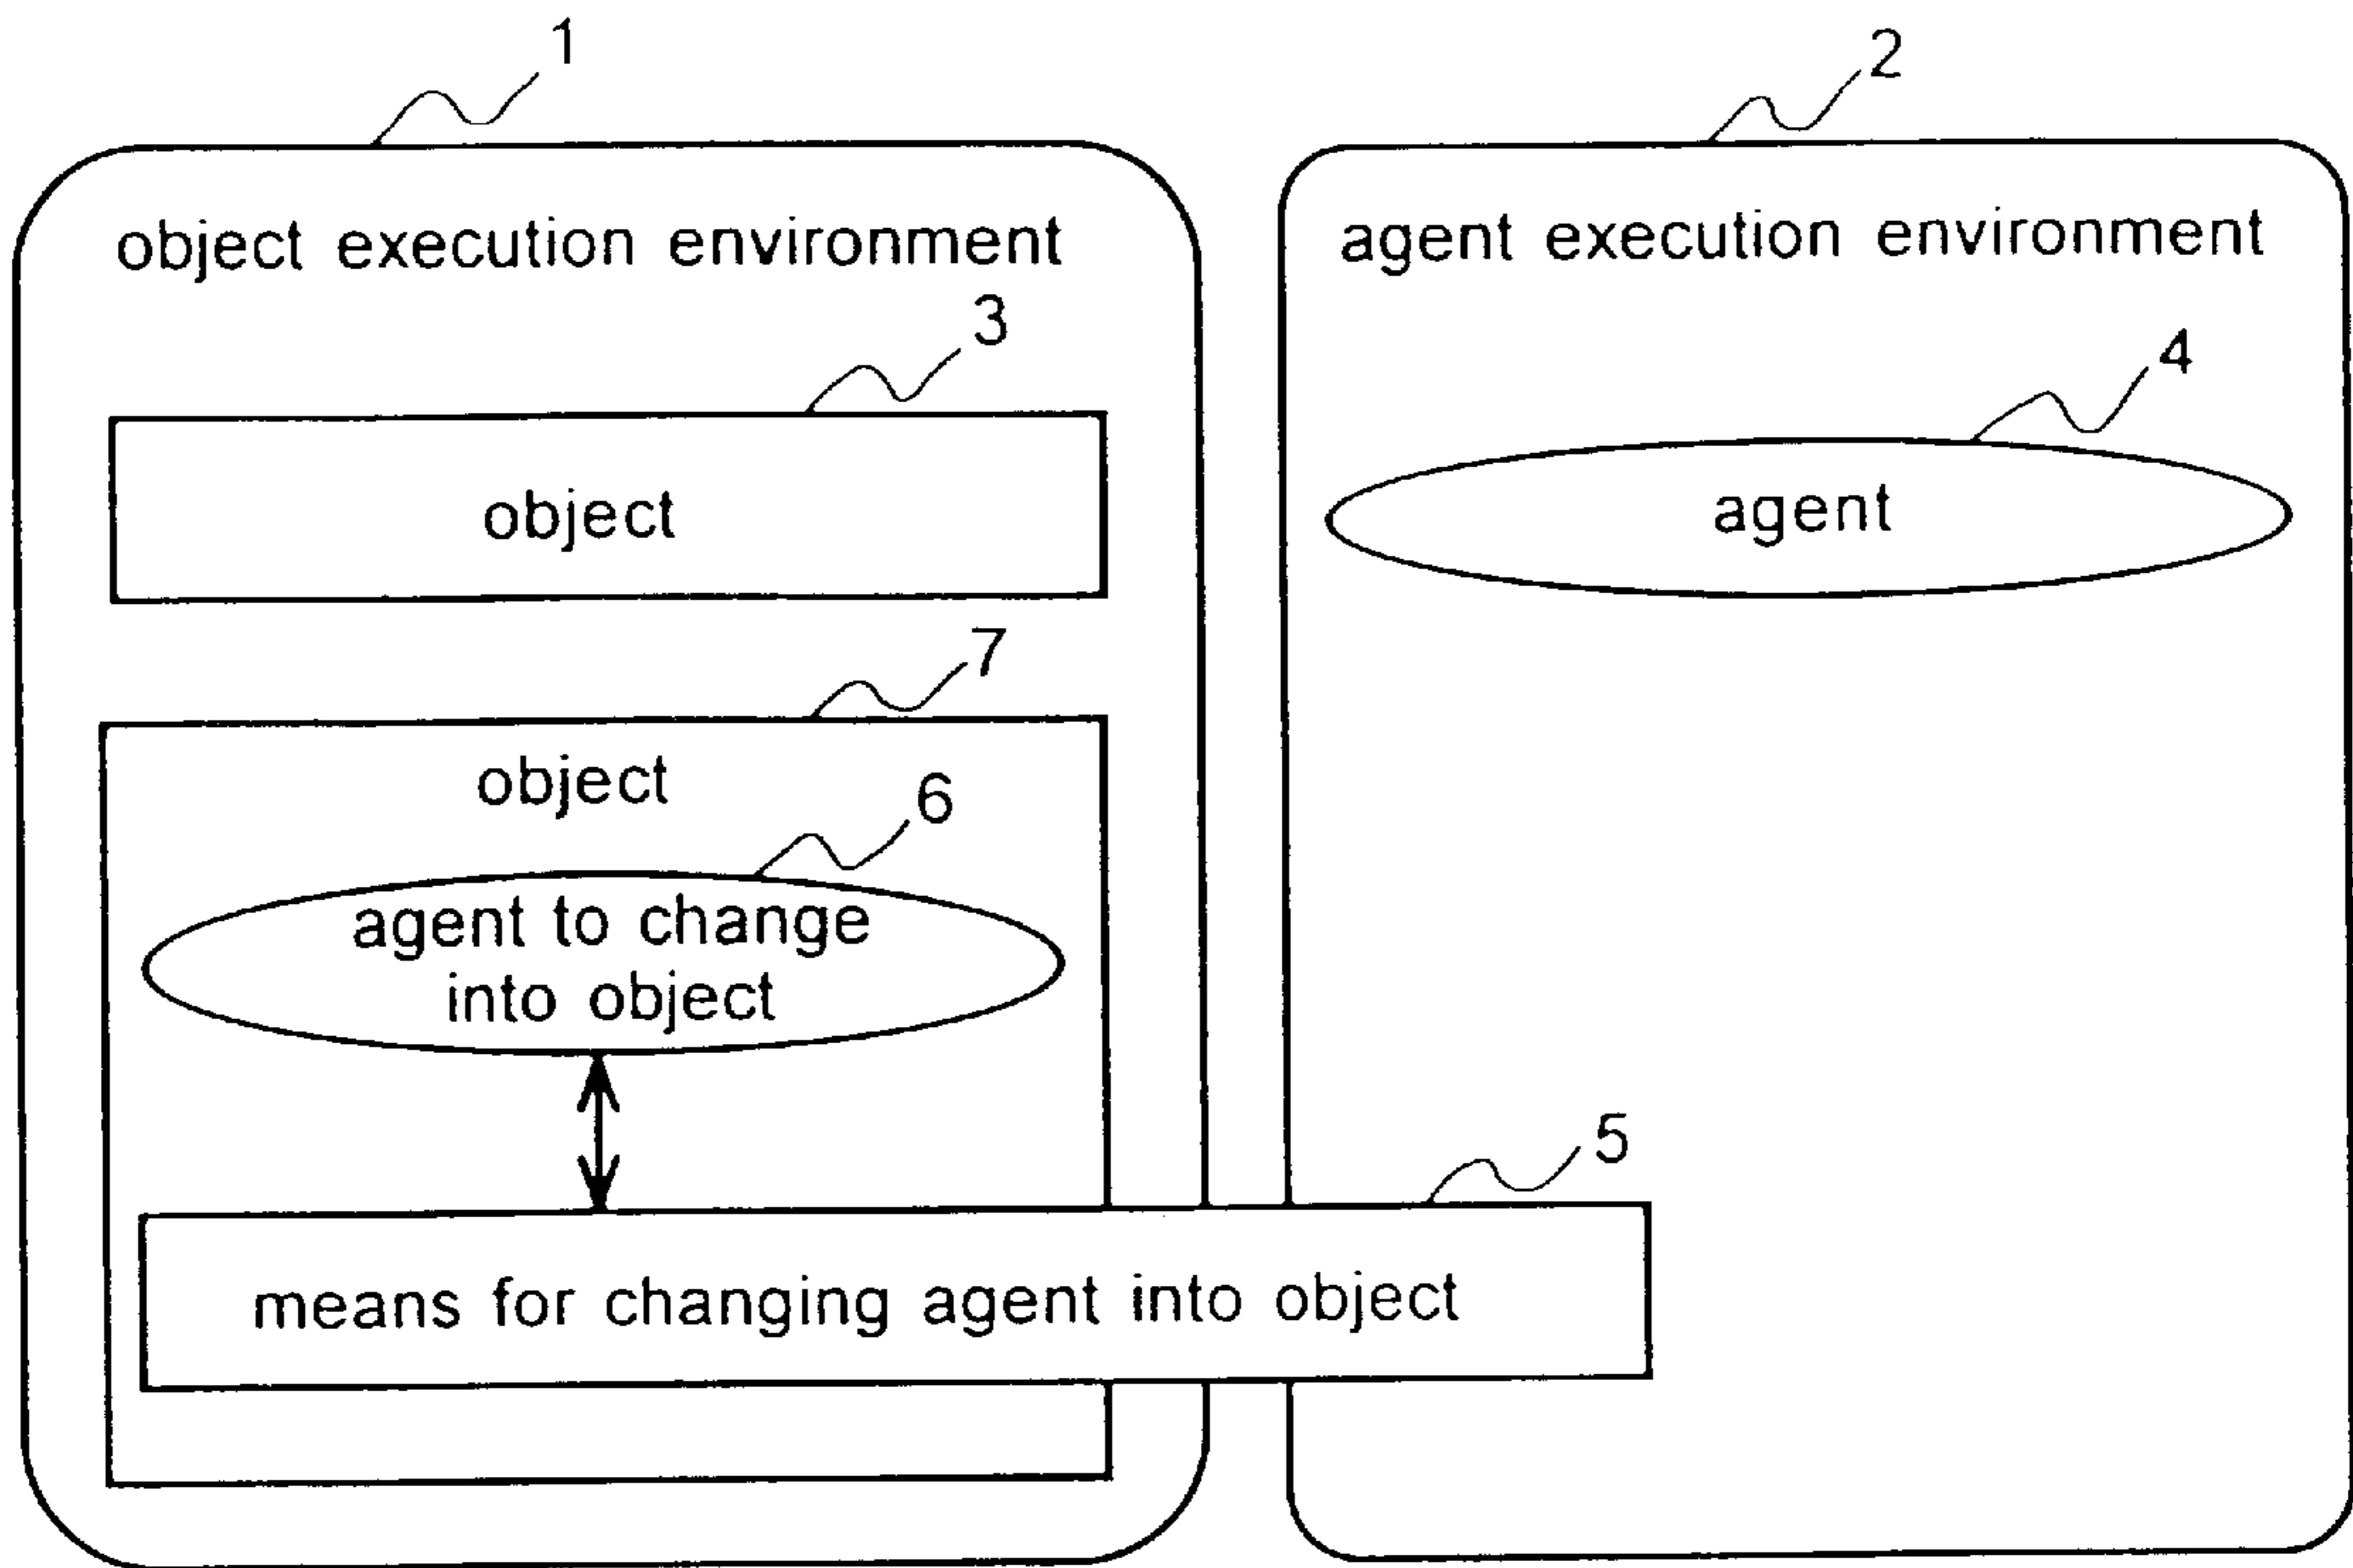 1
2
object execution environment
agent execution environment
3
4
object
agent
7
object
6
agent to change
into object
5
means for changing agent into object